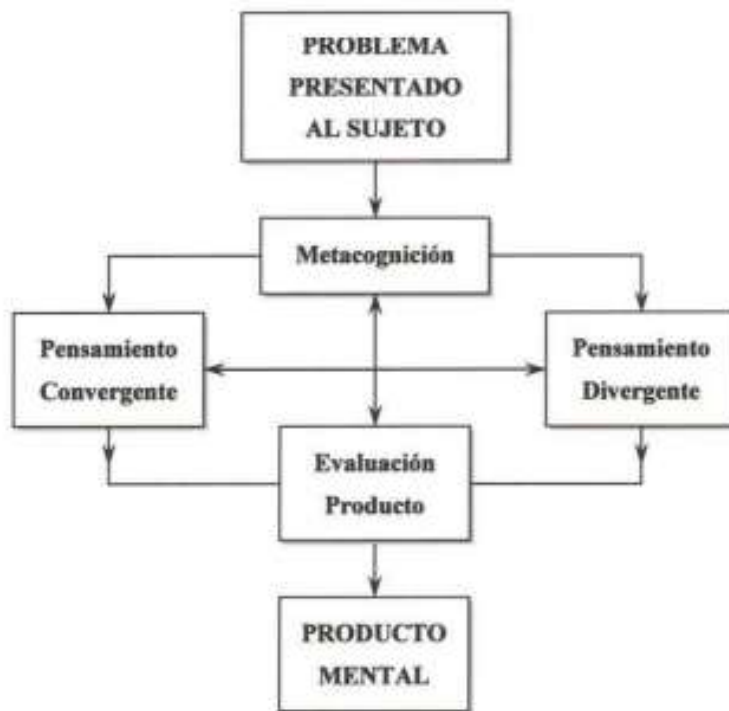 PROBLEMA
PRESENTADO
AL SUJETO
Metacognición
Pensamiento
Convergente
Pensamiento
Divergente
Evaluación
Producto
PRODUCTO
MENTAL